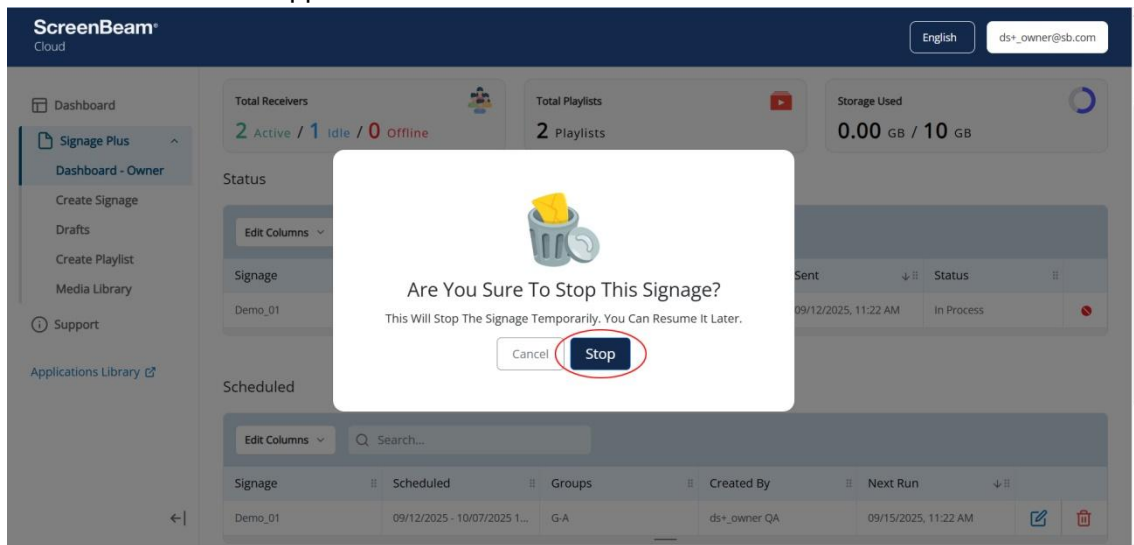 ScreenBeam®
Cloud
English
ds+_owner@sb.com
Dashboard
Signage Plus
Dashboard - Owner
Create Signage
Drafts
Create Playlist
Media Library
Support
Applications Library
Total Receivers
2 Active / 1 Idle / 0 Offline
Total Playlists
2 Playlists
Storage Used
0.00 GB / 10 GB
Status
Edit Columns
Signage
Sent
Status
Demo_01
09/12/2025, 11:22 AM
In Process
Are You Sure To Stop This Signage?
This Will Stop The Signage Temporarily. You Can Resume It Later.
Cancel
Stop
Scheduled
Edit Columns
Search...
Signage
Scheduled
Groups
Created By
Next Run
Demo_01
09/12/2025 - 10/07/2025 1...
G-A
ds+_owner QA
09/15/2025, 11:22 AM